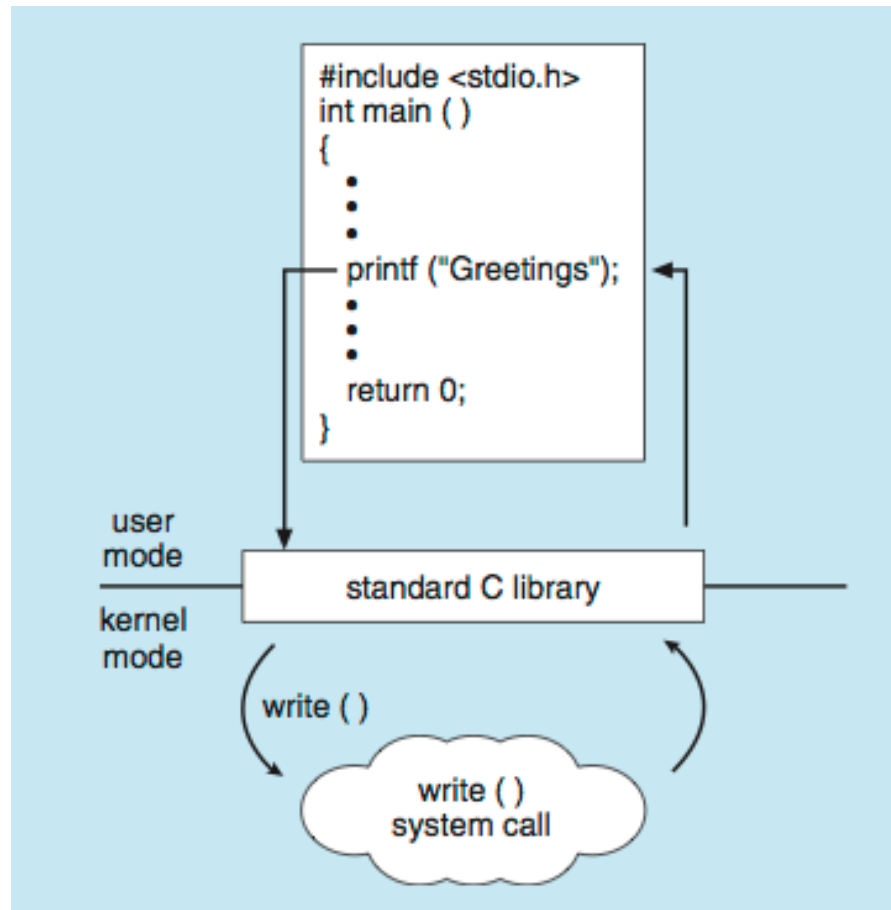 #include <stdio.h>
int main ( )
{
•
•
•
printf ("Greetings");
•
•
•
return 0;
}
user
mode
standard C library
kernel
mode
write ( )
write ( )
system call